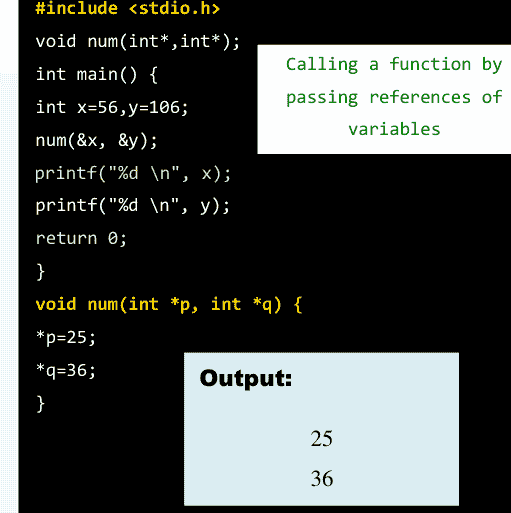 #include <stdio.h>
void num(int*,int*);
int main() {
int x=56,y=106;
num(&x, &y);
printf("%d \n", x);
printf("%d \n", y);
return 0;
}
void num(int *p, int *q) {
*p=25;
*q=36;
}
Calling a function by
passing references of
variables
Output:
25
36